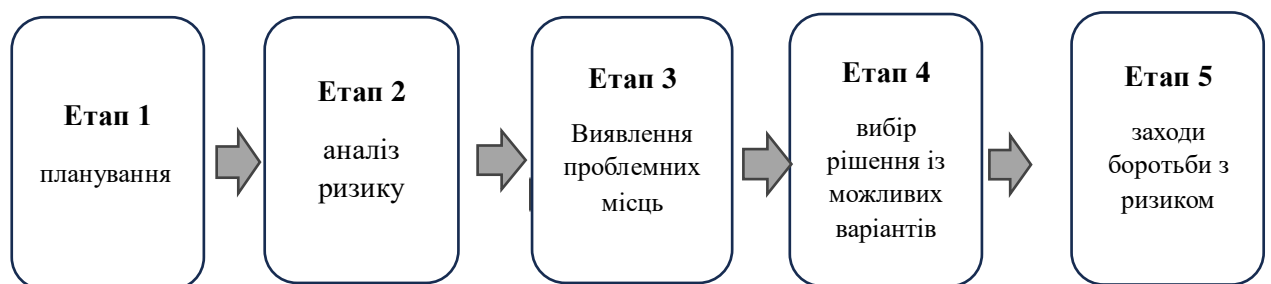 Етап 1
планування
Етап 2
аналіз
ризику
Етап 3
Виявлення
проблемних
місць
Етап 4
вибір
рішення із
можливих
варіантів
Етап 5
заходи
боротьби з
ризиком